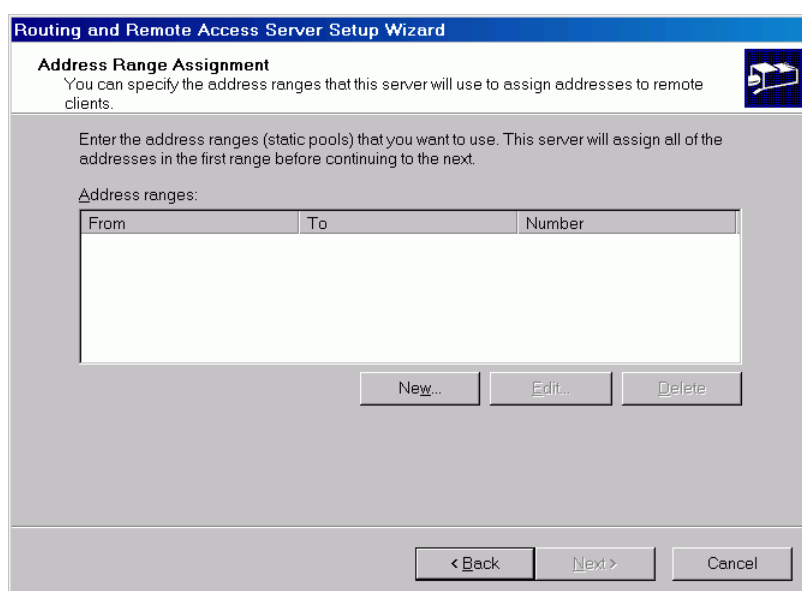 Routing and Remote Access Server Setup Wizard
Address Range Assignment
You can specify the address ranges that this server will use to assign addresses to remote
clients.
Enter the address ranges (static pools) that you want to use. This server will assign all of the
addresses in the first range before continuing to the next.
Address ranges:
From To Number
New... Edit... Delete
< Back Next > Cancel